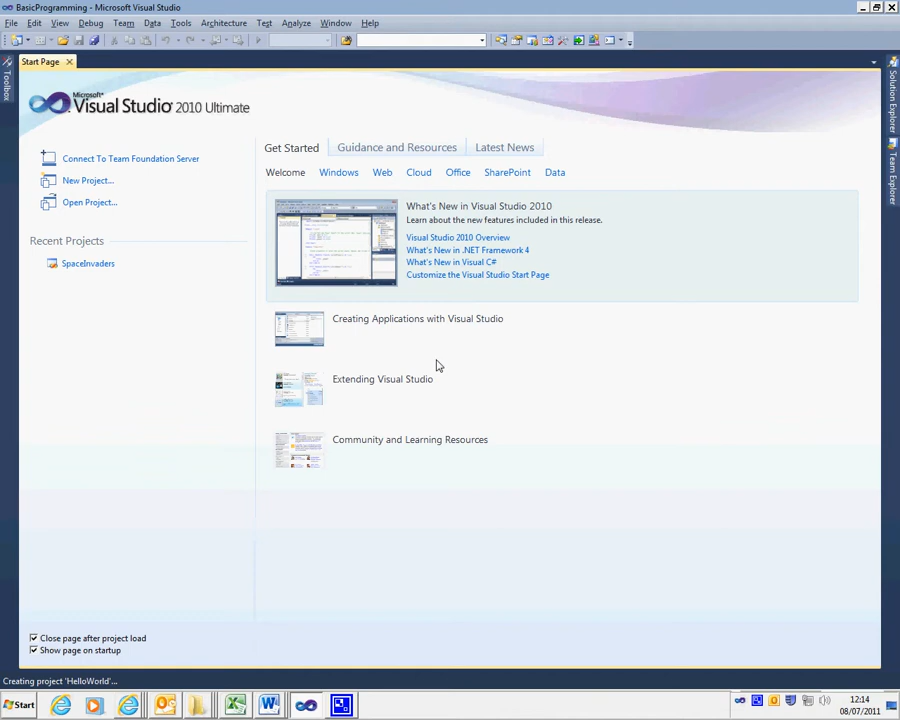 BasicProgramming - Microsoft Visual Studio
File Edit View Debug Team Data Tools Architecture Test Analyze Window Help
Start Page
Toolbox
Solution Explorer
Team Explorer
Microsoft®
Visual Studio® 2010 Ultimate
Connect To Team Foundation Server
New Project...
Open Project...
Recent Projects
SpaceInvaders
Get Started Guidance and Resources Latest News
Welcome Windows Web Cloud Office SharePoint Data
What's New in Visual Studio 2010
Learn about the new features included in this release.
Visual Studio 2010 Overview
What's New in .NET Framework 4
What's New in Visual C#
Customize the Visual Studio Start Page
Creating Applications with Visual Studio
Extending Visual Studio
Community and Learning Resources
Close page after project load
Show page on startup
Creating project 'HelloWorld'...
Start
12:14
08/07/2011